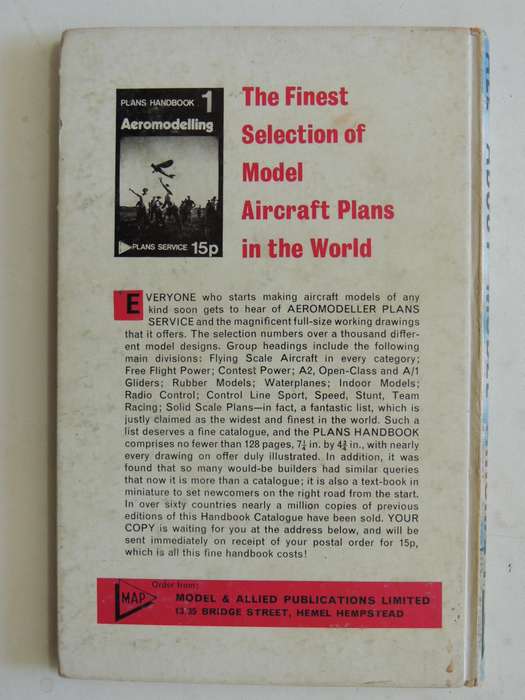 PLANS HANDBOOK 1
Aeromodelling
PLANS SERVICE 15p
The Finest
Selection of
Model
Aircraft Plans
in the World
EVERYONE who starts making aircraft models of any
kind soon gets to hear of AEROMODELLER PLANS
SERVICE and the magnificent full-size working drawings
that it offers. The selection numbers over a thousand differ-
ent model designs. Group headings include the following
main divisions: Flying Scale Aircraft in every category;
Free Flight Power; Contest Power; A2, Open-Class and A/1
Gliders; Rubber Models; Waterplanes; Indoor Models;
Radio Control; Control Line Sport, Speed, Stunt, Team
Racing; Solid Scale Plans—in fact, a fantastic list, which is
justly claimed as the widest and finest in the world. Such a
list deserves a fine catalogue, and the PLANS HANDBOOK
comprises no fewer than 128 pages, 7¼ in. by 4¾ in., with nearly
every drawing on offer duly illustrated. In addition, it was
found that so many would-be builders had similar queries
that now it is more than a catalogue; it is also a text-book in
miniature to set newcomers on the right road from the start.
In over sixty countries nearly a million copies of previous
editions of this Handbook Catalogue have been sold. YOUR
COPY is waiting for you at the address below, and will be
sent immediately on receipt of your postal order for 15p,
which is all this fine handbook costs!
Order from:
MAP
MODEL & ALLIED PUBLICATIONS LIMITED
13/35 BRIDGE STREET, HEMEL HEMPSTEAD